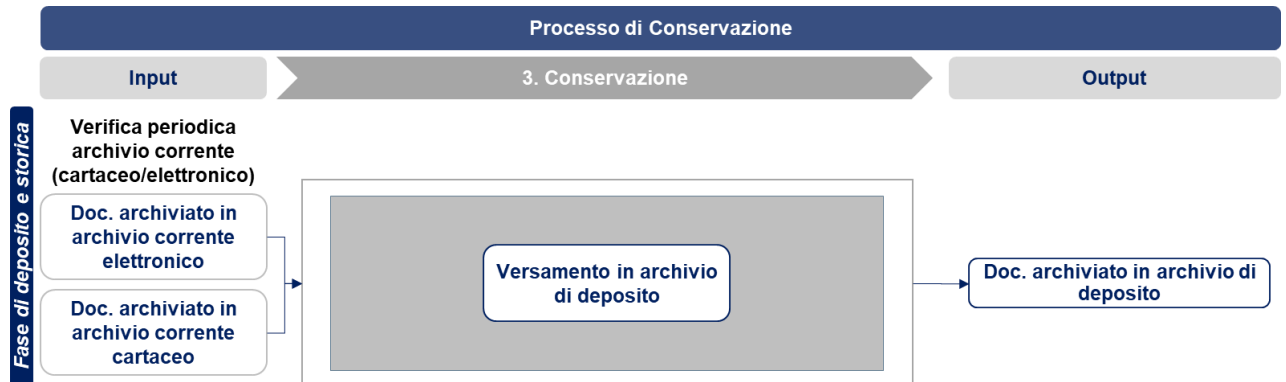 Processo di Conservazione
Input
3. Conservazione
Output
Fase di deposito e storica
Verifica periodica
archivio corrente
(cartaceo/elettronico)
Doc. archiviato in
archivio corrente
elettronico
Doc. archiviato in
archivio corrente
cartaceo
Versamento in archivio
di deposito
Doc. archiviato in archivio di
deposito